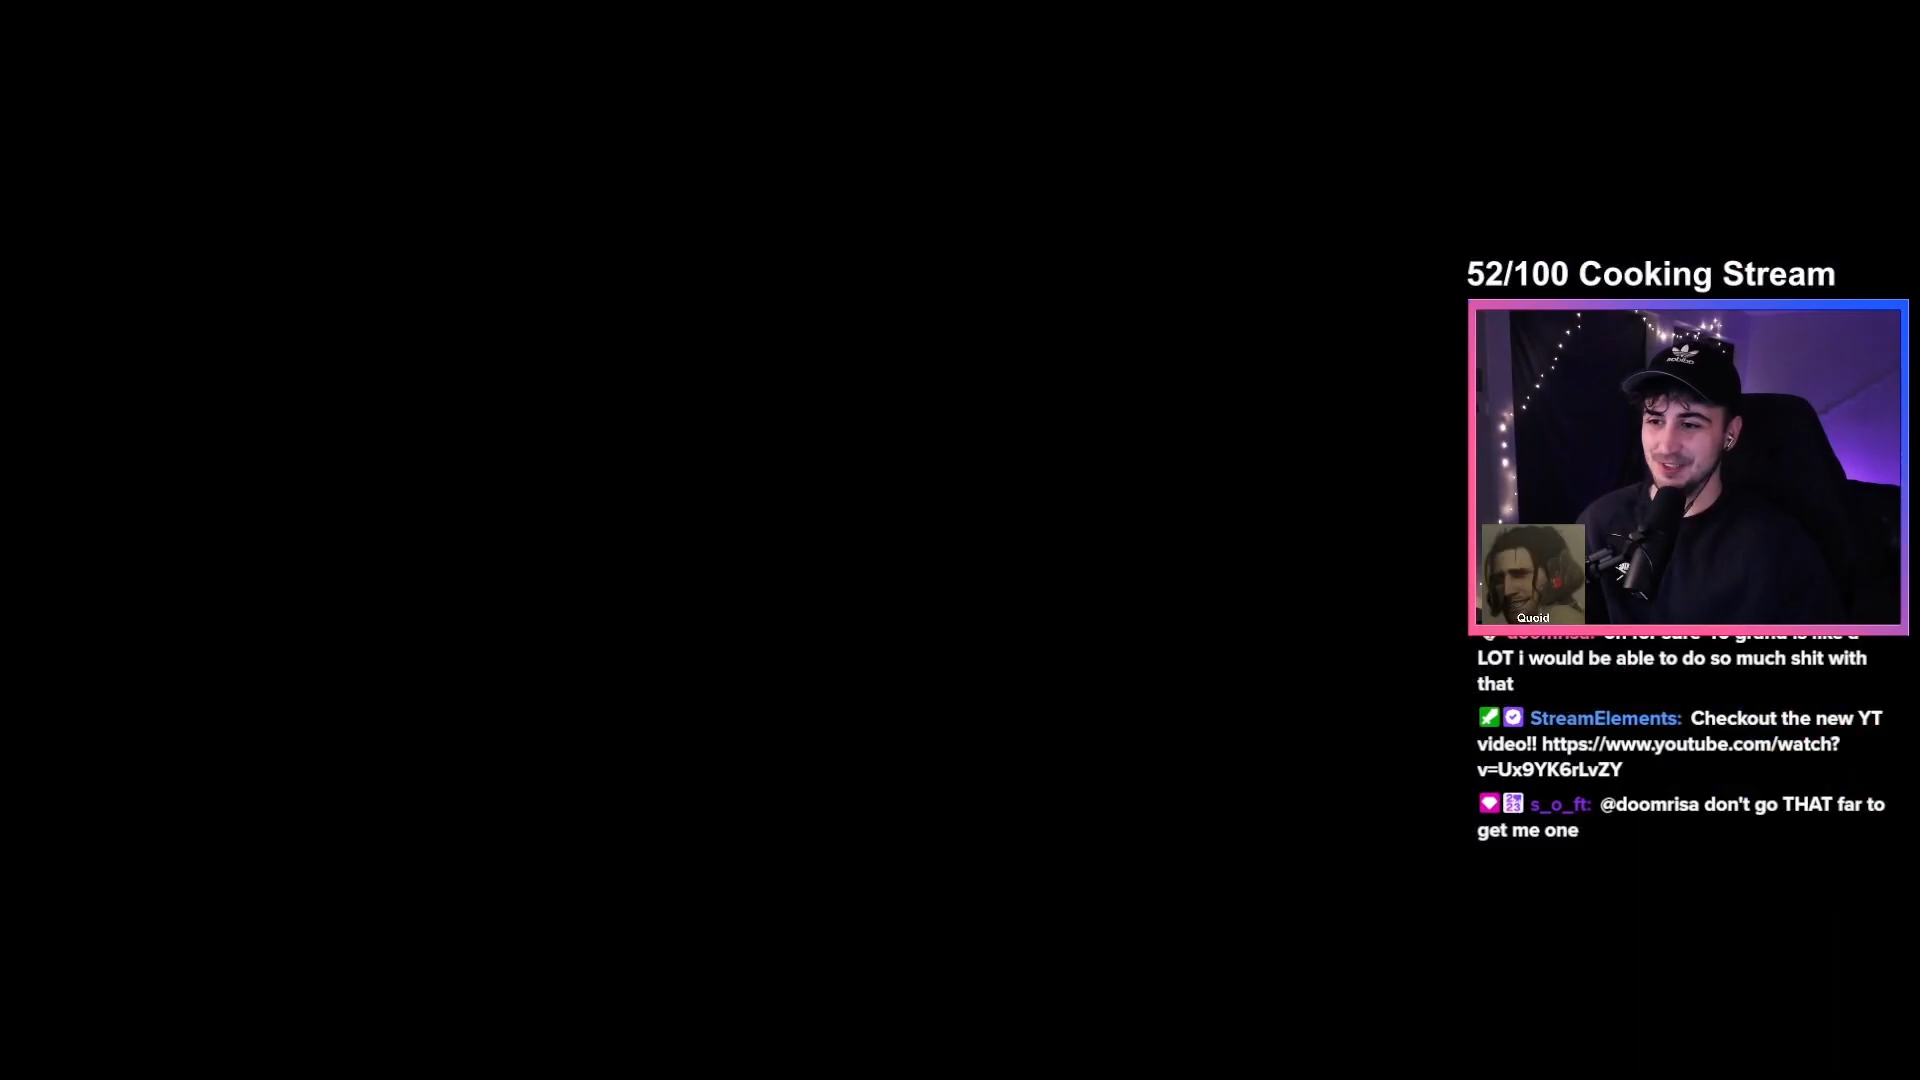 52/100 Cooking Stream
Quoid
LOT i would be able to do so much shit with
that
StreamElements: Checkout the new YT
video!! https://www.youtube.com/watch?
v=Ux9YK6rLvZY
s_o_ft: @doomrisa don't go THAT far to
get me one